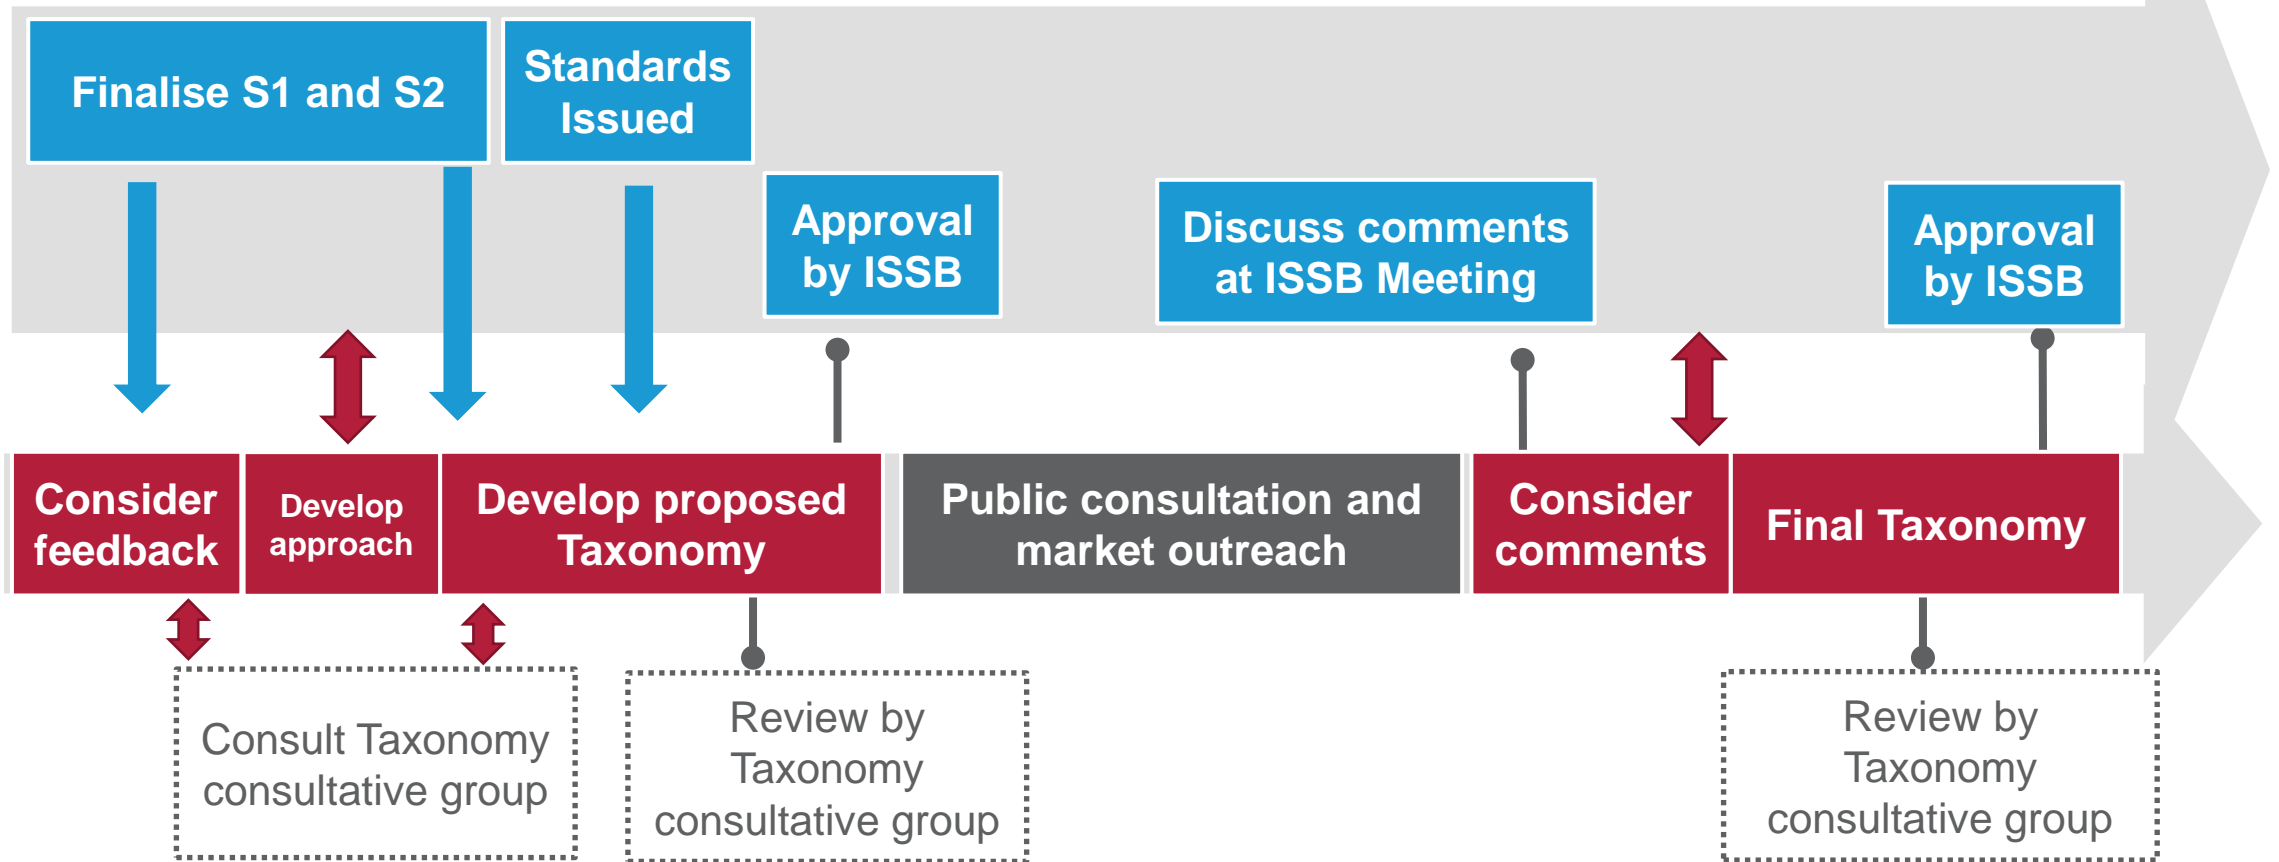 Finalise S1 and S2
Standards
Issued
Approval
by ISSB
Discuss comments
at ISSB Meeting
Approval
by ISSB
Consider
feedback
Develop
approach
Develop proposed
Taxonomy
Public consultation and
market outreach
Consider
comments
Final Taxonomy
Consult Taxonomy
consultative group
Review by
Taxonomy
consultative group
Review by
Taxonomy
consultative group